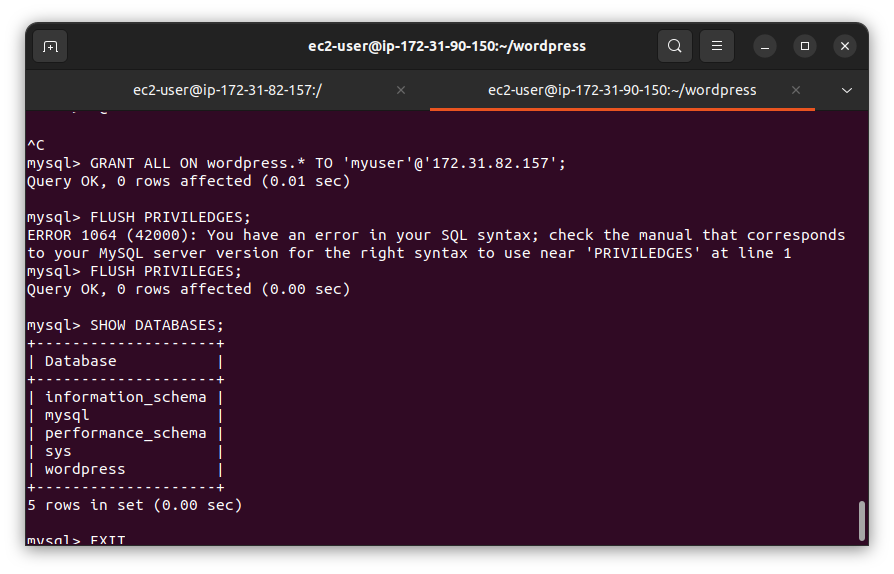 ec2-user@ip-172-31-90-150:~/wordpress
ec2-user@ip-172-31-82-157:/
ec2-user@ip-172-31-90-150:~/wordpress
^C
mysql> GRANT ALL ON wordpress.* TO 'myuser'@'172.31.82.157';
Query OK, 0 rows affected (0.01 sec)
mysql> FLUSH PRIVILEDGES;
ERROR 1064 (42000): You have an error in your SQL syntax; check the manual that corresponds
to your MySQL server version for the right syntax to use near 'PRIVILEDGES' at line 1
mysql> FLUSH PRIVILEGES;
Query OK, 0 rows affected (0.00 sec)
mysql> SHOW DATABASES;
+--------------------+
| Database           |
+--------------------+
| information_schema |
| mysql              |
| performance_schema |
| sys                |
| wordpress          |
+--------------------+
5 rows in set (0.00 sec)
mysql> EXIT